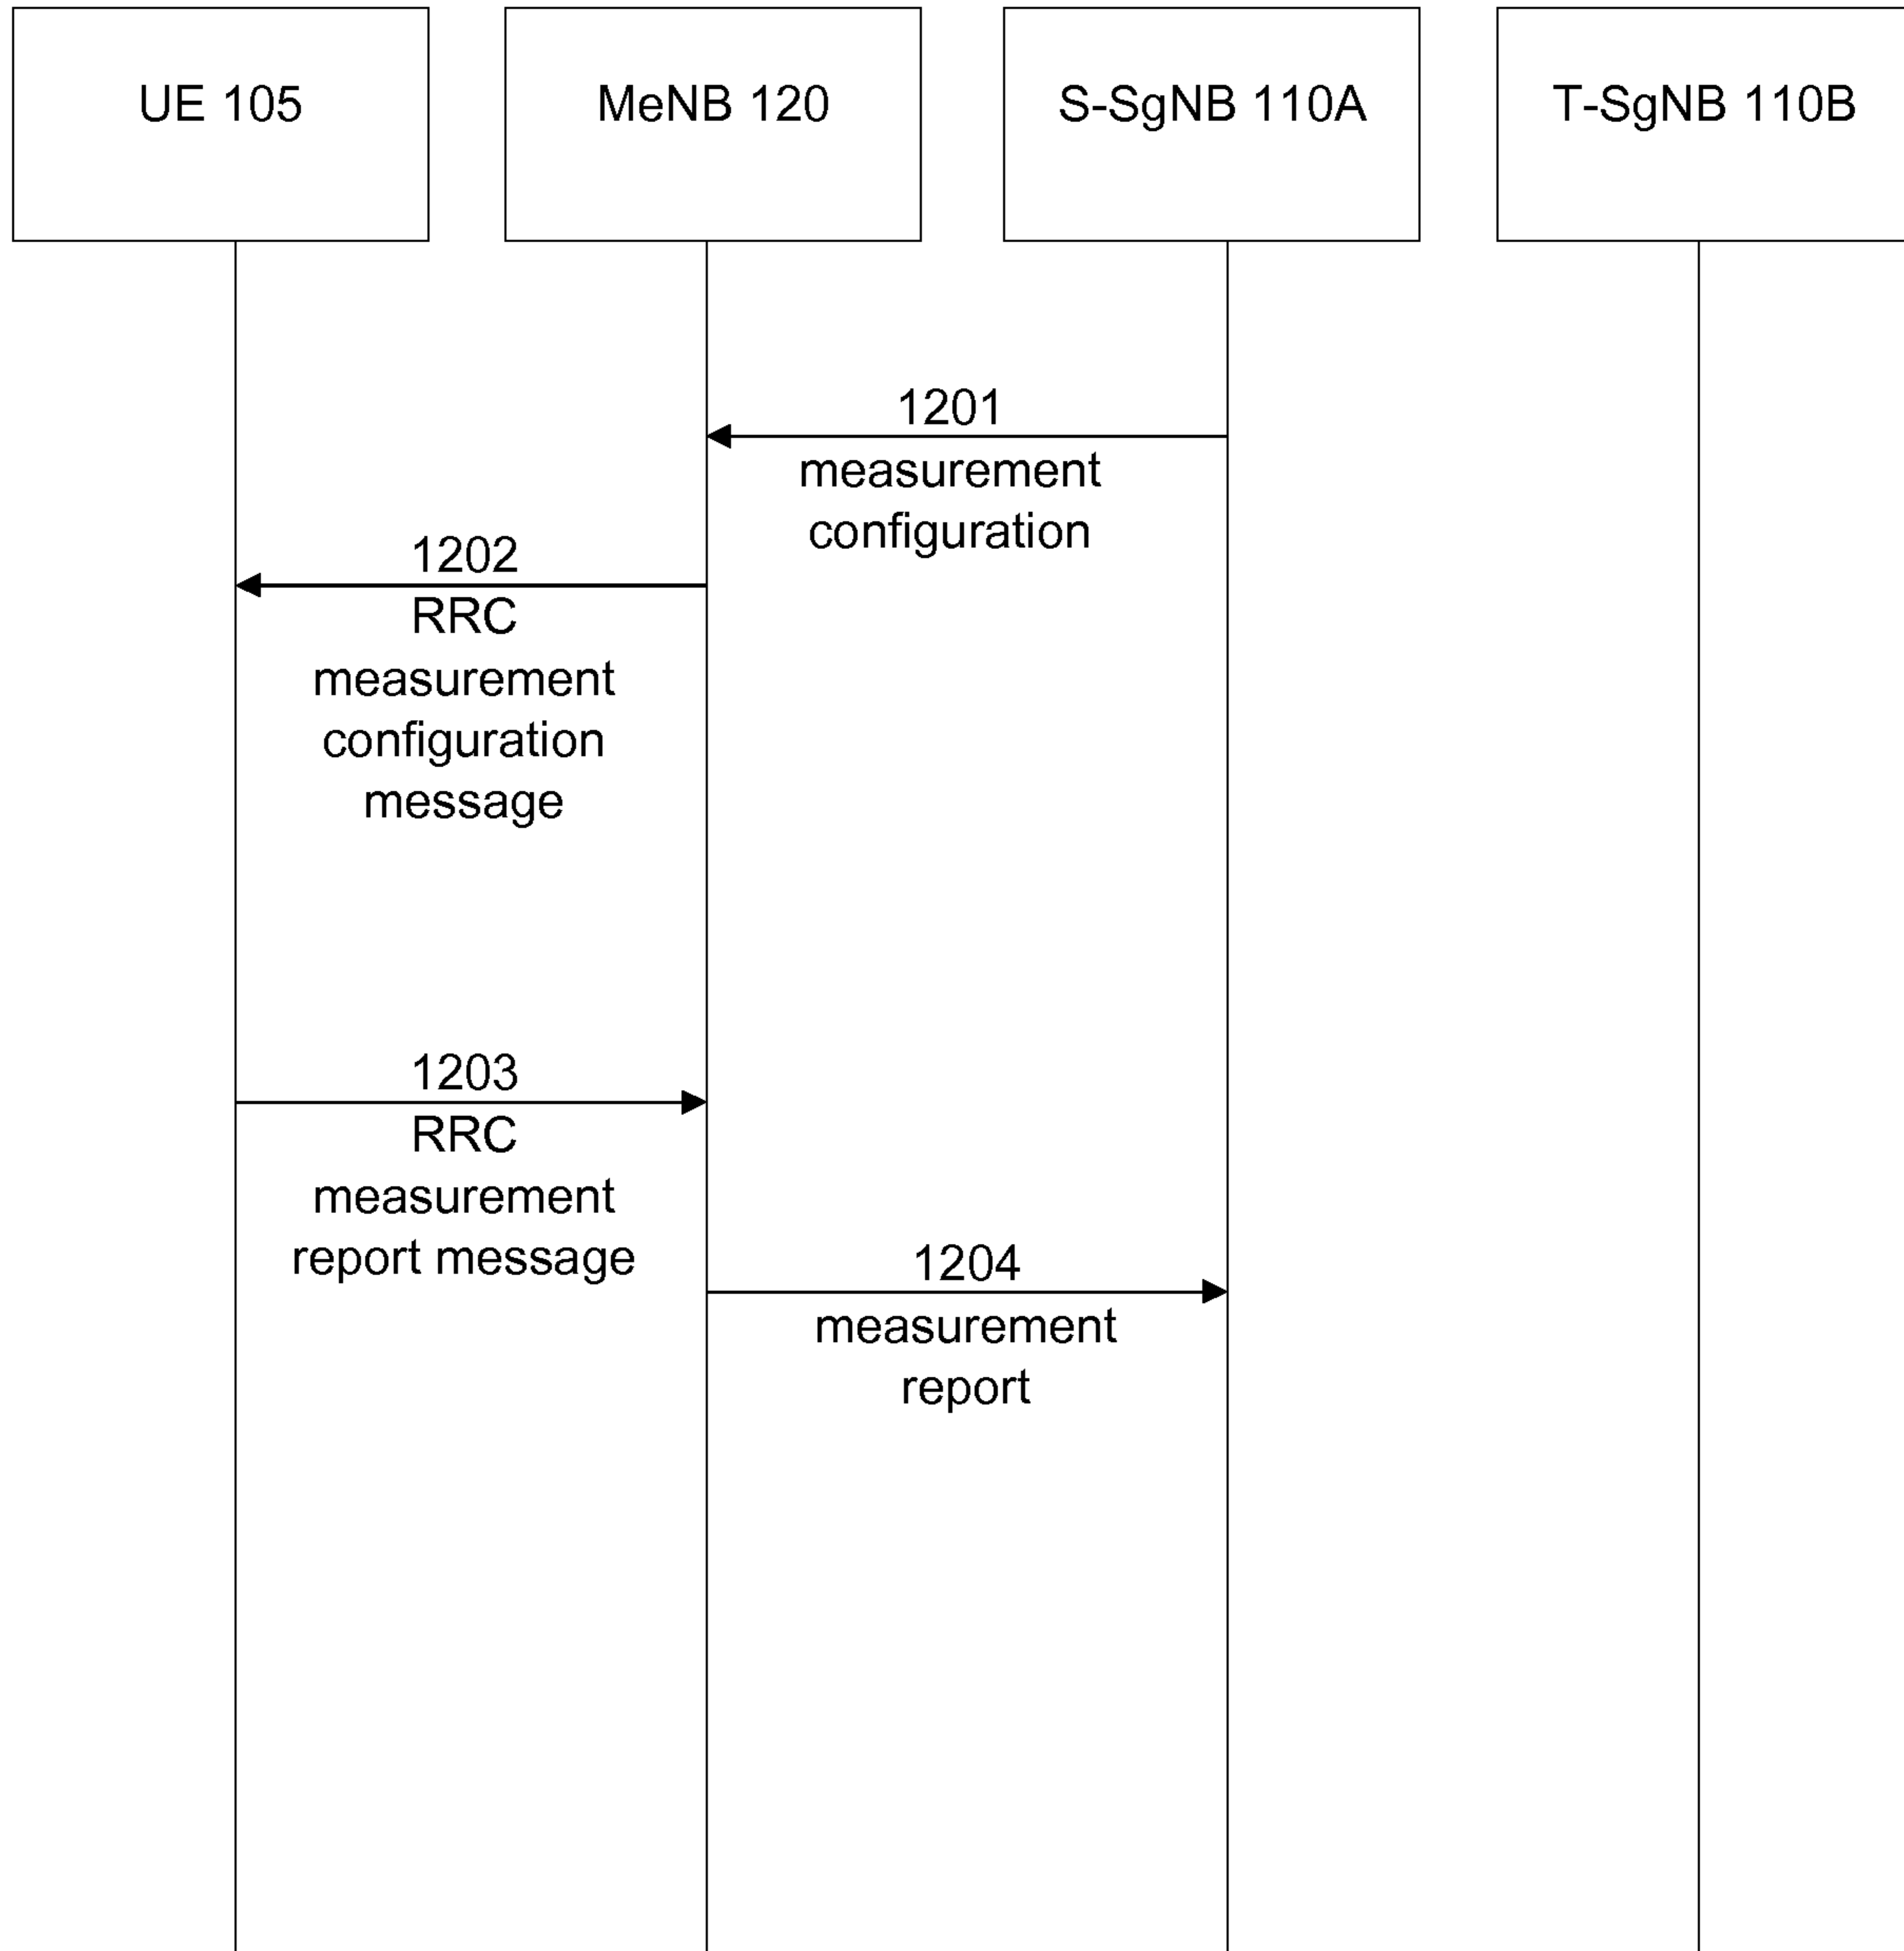 UE 105
MeNB 120
S-SgNB 110A
T-SgNB 110B
1201
measurement
configuration
1202
RRC
measurement
configuration
message
1203
RRC
measurement
report message
1204
measurement
report